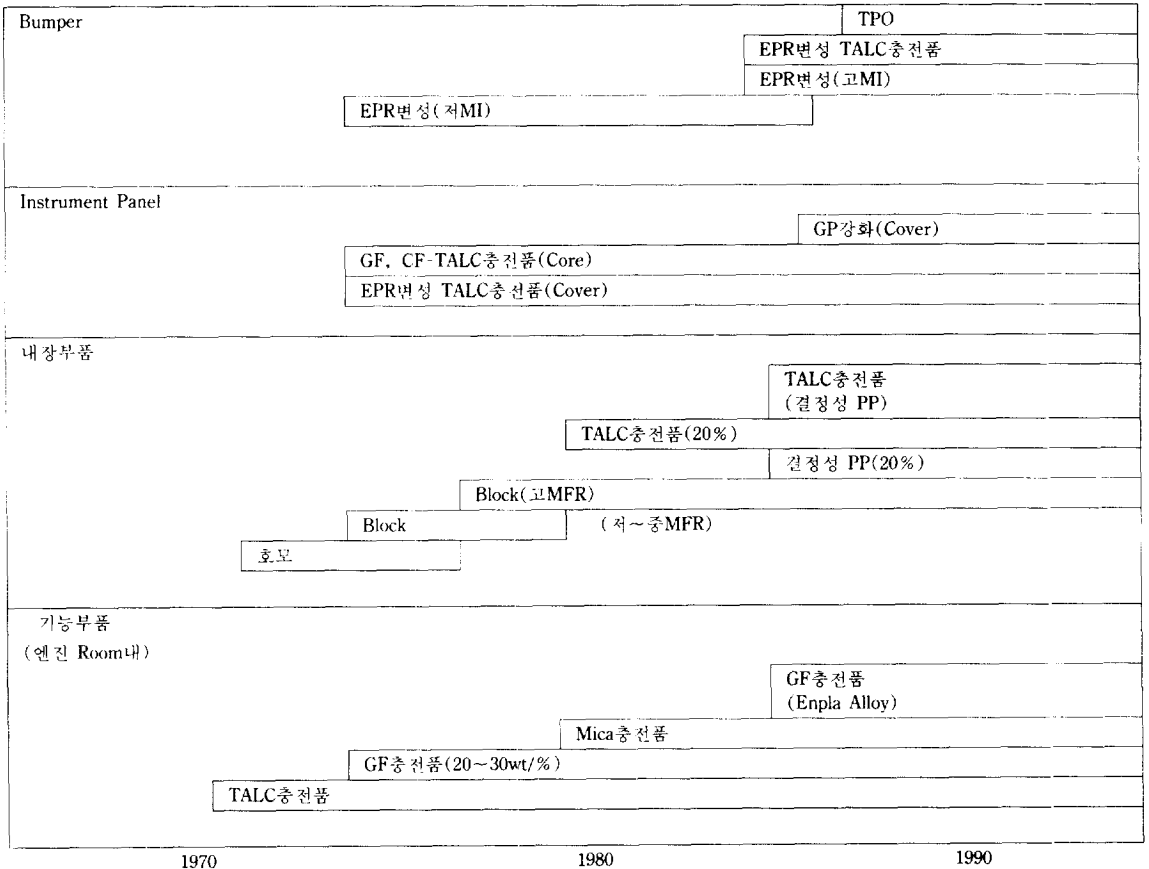 Bumper
TPO
EPR변성 TALC충전품
EPR변성(고MI)
EPR변성(저MI)
Instrument Panel
GP강화(Cover)
GF, CF-TALC충전품(Core)
EPR변성 TALC충전품(Cover)
내장부품
TALC충전품
(결정성 PP)
TALC충전품(20%)
결정성 PP(20%)
Block(고MFR)
Block (저~중MFR)
호모
기능부품
(엔진 Room내)
GF충전품
(Enpla Alloy)
Mica충전품
GF충전품(20~30wt/%)
TALC충전품
1970 1980 1990